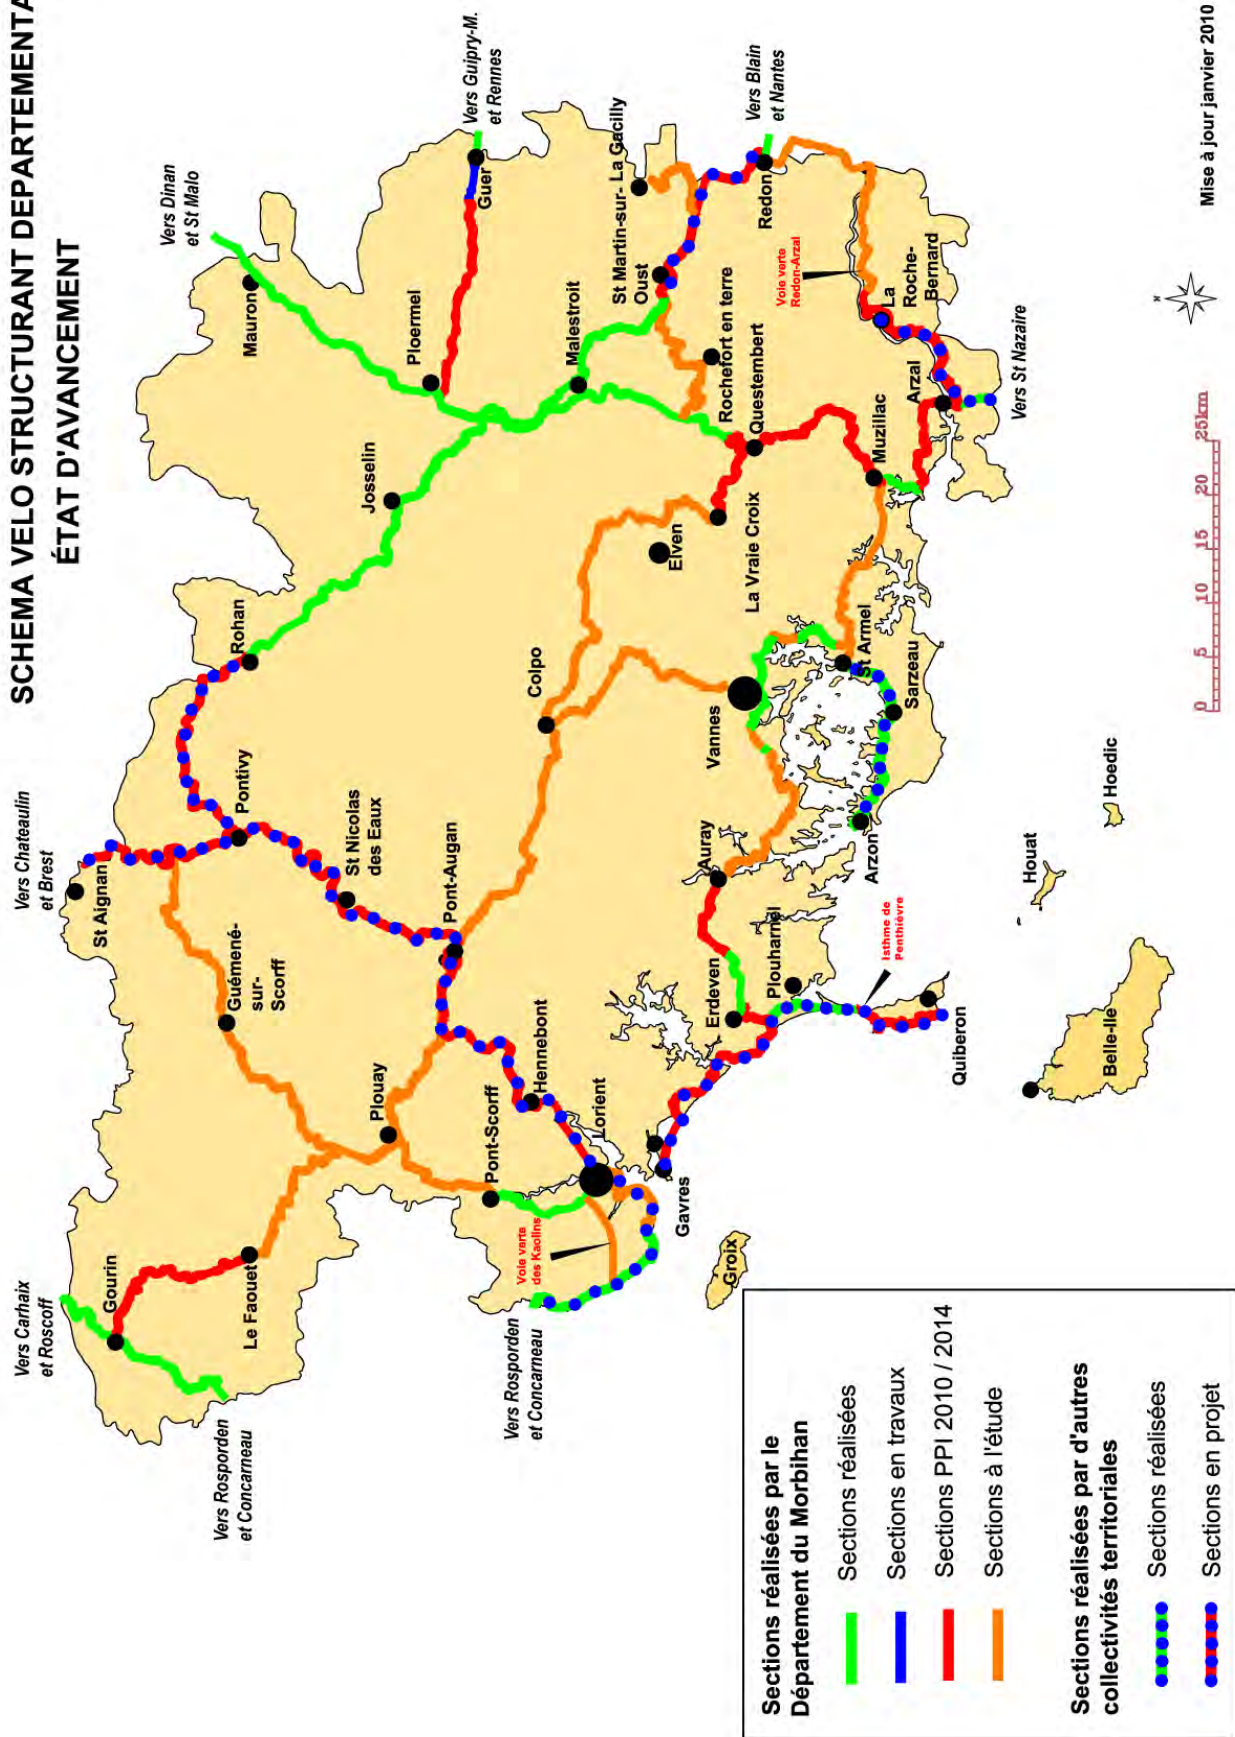 SCHEMA VELO STRUCTURANT DEPARTEMENTA
ÉTAT D'AVANCEMENT
Vers Carhaix
et Roscoff
Vers Chateaulin
et Brest
Vers Dinan
et St Malo
Vers Rosporden
et Concarneau
Gourin
Le Faouet
St Aignan
Guémené-
sur-
Scorff
Pontivy
Rohan
Mauron
St Nicolas
des Eaux
Josselin
Ploermel
Guer
Vers Guipry-M.
et Rennes
Plouay
Pont-Augan
Colpo
Malestroit
Vers Rosporden
et Concarneau
Pont-Scorff
Voie verte
des Kaolins
Hennebont
Lorient
Elven
St Martin-sur-
Oust
La Gacilly
Rochefort en terre
La Vraie Croix
Questembert
Redon
Vers Blain
et Nantes
Voie verte
Redon-Arzal
Groix
Gavres
Erdeven
Plouharnel
Auray
Vannes
St Armel
Sarzeau
Arzon
Muzillac
Arzal
La
Roche-
Bernard
Vers St Nazaire
Isthme de
Penthièvre
Quiberon
Belle-Ile
Houat
Hoedic
Sections réalisées par le
Département du Morbihan
Sections réalisées
Sections en travaux
Sections PPI 2010 / 2014
Sections à l'étude
Sections réalisées par d'autres
collectivités territoriales
Sections réalisées
Sections en projet
0 5 10 15 20 25km
N
Mise à jour janvier 2010